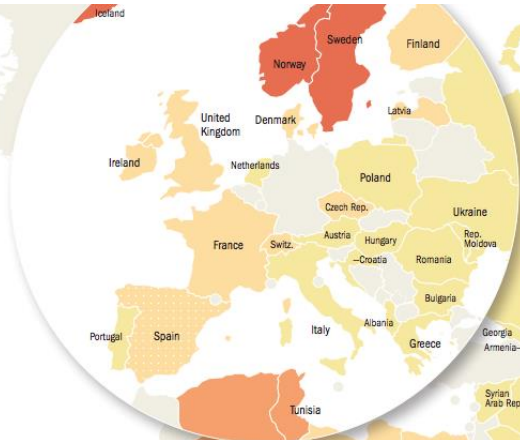 Iceland
Sweden
Finland
Norway
United
Kingdom
Denmark
Latvia
Ireland
Netherlands
Poland
Czech Rep.
Ukraine
Austria
Hungary
Rep.
Moldova
France
Switz.
--Croatia
Romania
Bulgaria
Portugal
Spain
Italy
Albania
Greece
Georgia
Armenia--
Tunisia
Syrian
Arab Rep